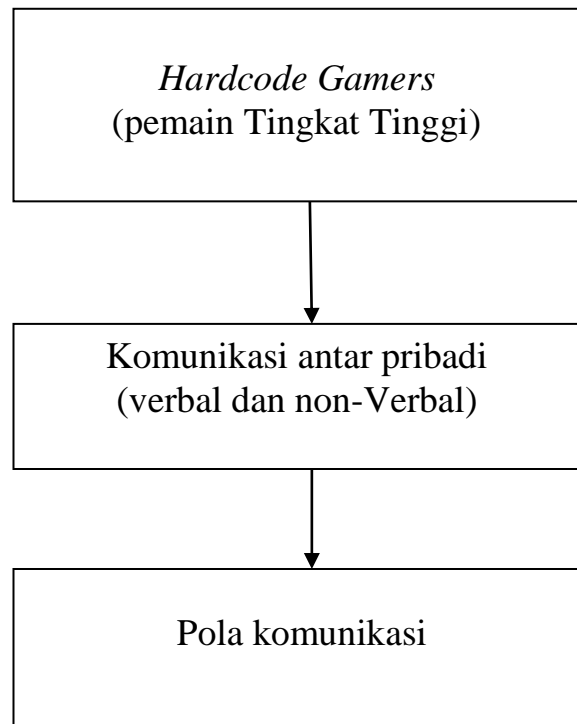 Hardcode Gamers
(pemain Tingkat Tinggi)
Komunikasi antar pribadi
(verbal dan non-Verbal)
Pola komunikasi